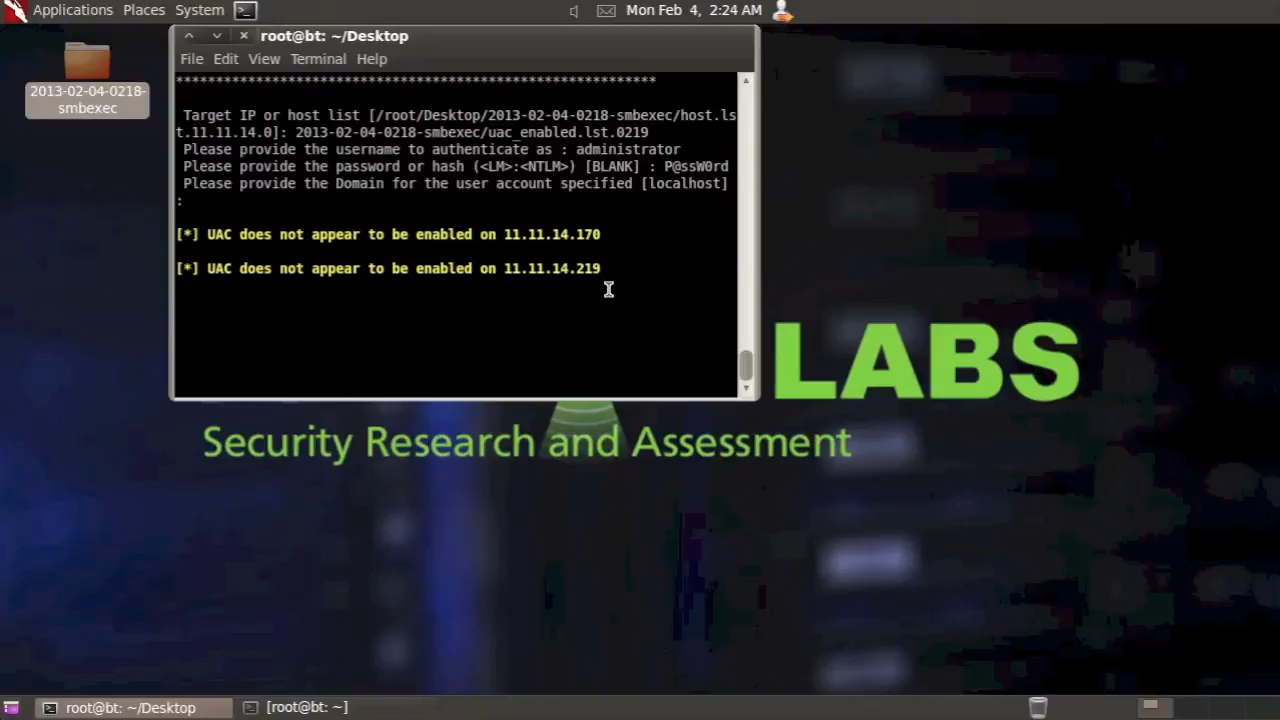 Applications Places System
Mon Feb 4, 2:24 AM
root@bt: ~/Desktop
File Edit View Terminal Help
2013-02-04-0218-
smbexec
************************************************************
Target IP or host list [/root/Desktop/2013-02-04-0218-smbexec/host.ls
t.11.11.14.0]: 2013-02-04-0218-smbexec/uac_enabled.lst.0219
Please provide the username to authenticate as : administrator
Please provide the password or hash (<LM>:<NTLM>) [BLANK] : P@ssW0rd
Please provide the Domain for the user account specified [localhost]
:
[*] UAC does not appear to be enabled on 11.11.14.170
[*] UAC does not appear to be enabled on 11.11.14.219
LABS
Security Research and Assessment
root@bt: ~/Desktop
[root@bt: ~]